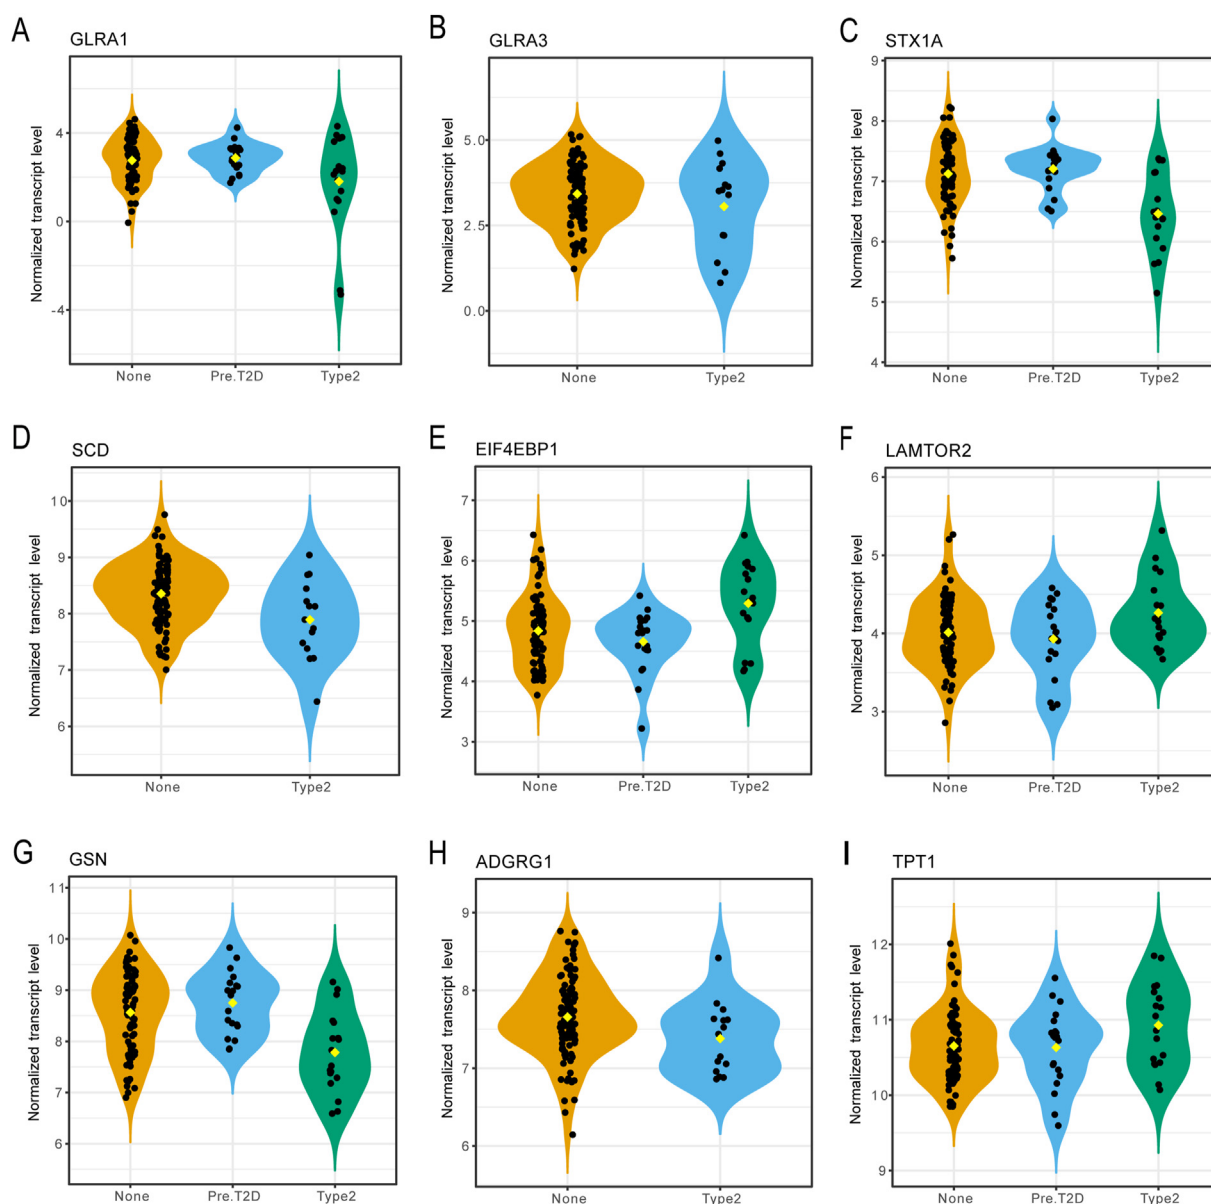 A
GLRA1
Normalized transcript level
4
0
-4
None
Pre.T2D
Type2
B
GLRA3
Normalized transcript level
5.0
2.5
0.0
None
Type2
C
STX1A
Normalized transcript level
9
8
7
6
5
4
None
Pre.T2D
Type2
D
SCD
Normalized transcript level
10
9
8
7
6
None
Type2
E
EIF4EBP1
Normalized transcript level
7
6
5
4
3
None
Pre.T2D
Type2
F
LAMTOR2
Normalized transcript level
6
5
4
3
None
Pre.T2D
Type2
G
GSN
Normalized transcript level
11
10
9
8
7
6
None
Pre.T2D
Type2
H
ADGRG1
Normalized transcript level
9
8
7
6
None
Type2
I
TPT1
Normalized transcript level
12
11
10
9
None
Pre.T2D
Type2